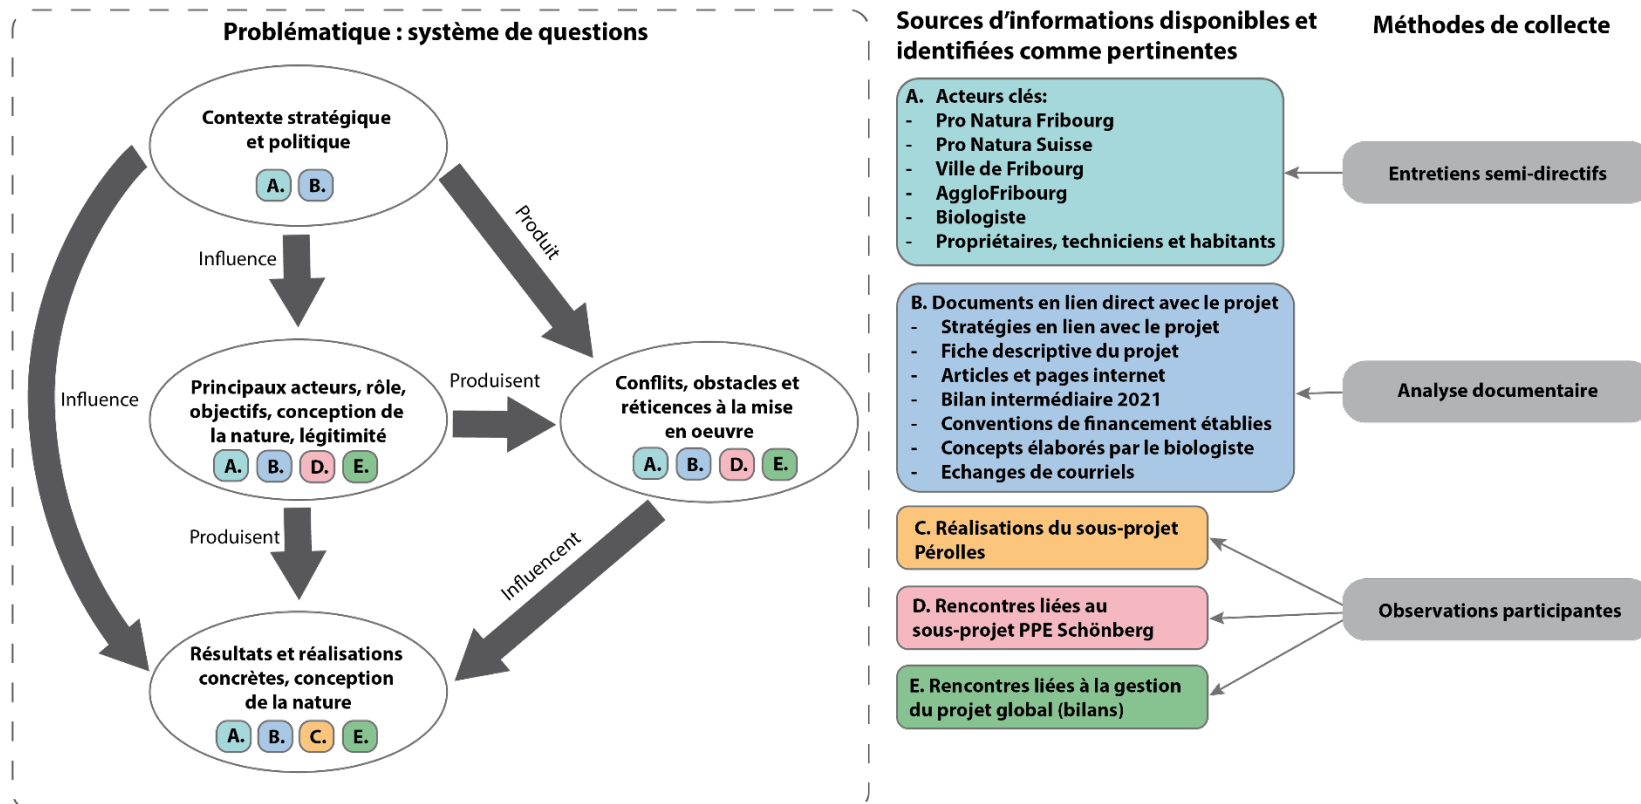 Problématique : système de questions
Contexte stratégique
et politique
A. B.
Influence
Produit
Influence
Principaux acteurs, rôle,
objectifs, conception de
la nature, légitimité
A. B. D. E.
Produisent
Conflits, obstacles et
réticences à la mise
en oeuvre
A. B. D. E.
Produisent
Influencent
Résultats et réalisations
concrètes, conception
de la nature
A. B. C. E.
Sources d'informations disponibles et
identifiées comme pertinentes
A. Acteurs clés:
- Pro Natura Fribourg
- Pro Natura Suisse
- Ville de Fribourg
- AggloFribourg
- Biologiste
- Propriétaires, techniciens et habitants
B. Documents en lien direct avec le projet
- Stratégies en lien avec le projet
- Fiche descriptive du projet
- Articles et pages internet
- Bilan intermédiaire 2021
- Conventions de financement établies
- Concepts élaborés par le biologiste
- Echanges de courriels
C. Réalisations du sous-projet
Pérolles
D. Rencontres liées au
sous-projet PPE Schönberg
E. Rencontres liées à la gestion
du projet global (bilans)
Méthodes de collecte
Entretiens semi-directifs
Analyse documentaire
Observations participantes